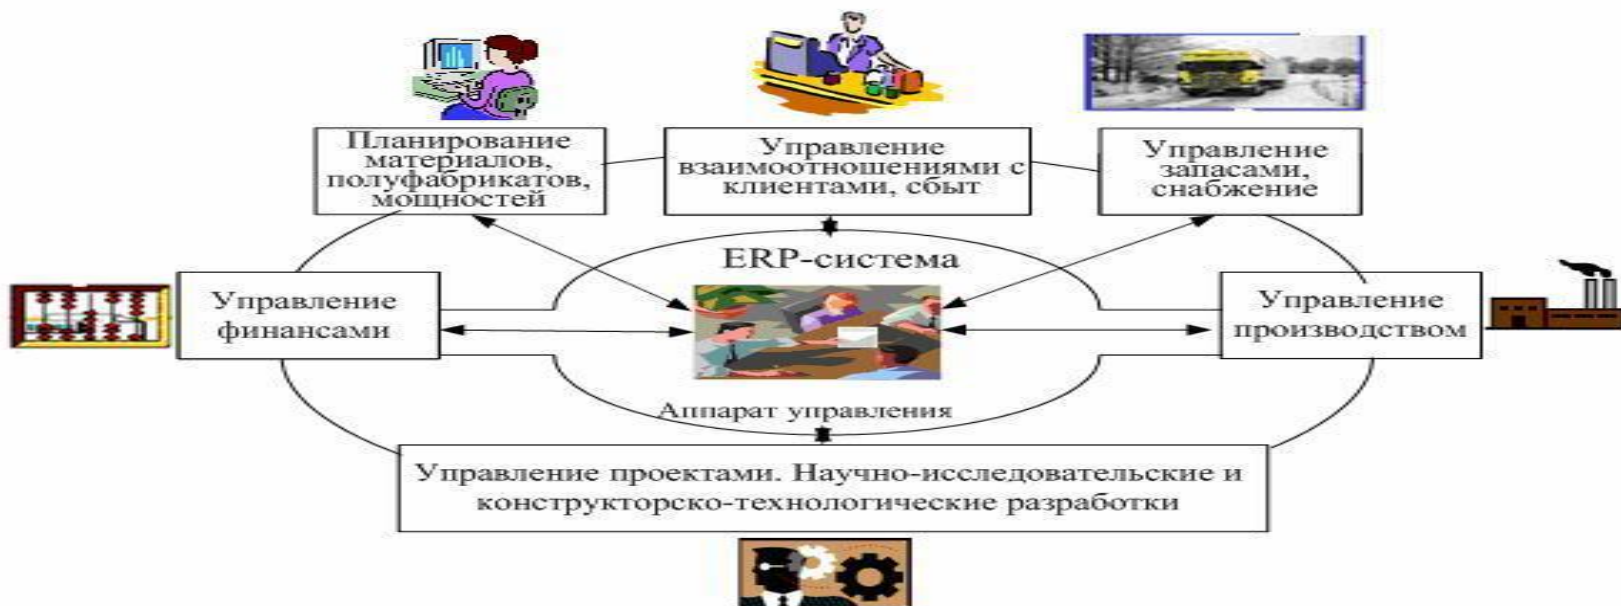 Планирование
материалов,
полуфабрикатов,
мощностей
Управление
взаимоотношениями с
клиентами, сбыт
Управление
запасами,
снабжение
ERP-система
Управление
финансами
Управление
производством
Аппарат управления
Управление проектами. Научно-исследовательские и
конструкторско-технологические разработки